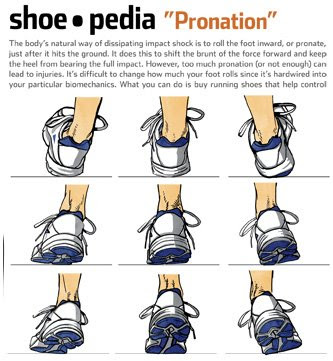 shoe•pedia "Pronation"
The body's natural way of dissipating impact shock is to roll the foot inward, or pronate,
just after it hits the ground. It does this to shift the brunt of the force forward and keep
the heel from bearing the full impact. However, too much pronation (or not enough) can
lead to injuries. It's difficult to change how much your foot rolls since it's hardwired into
your particular biomechanics. What you can do is buy running shoes that help control